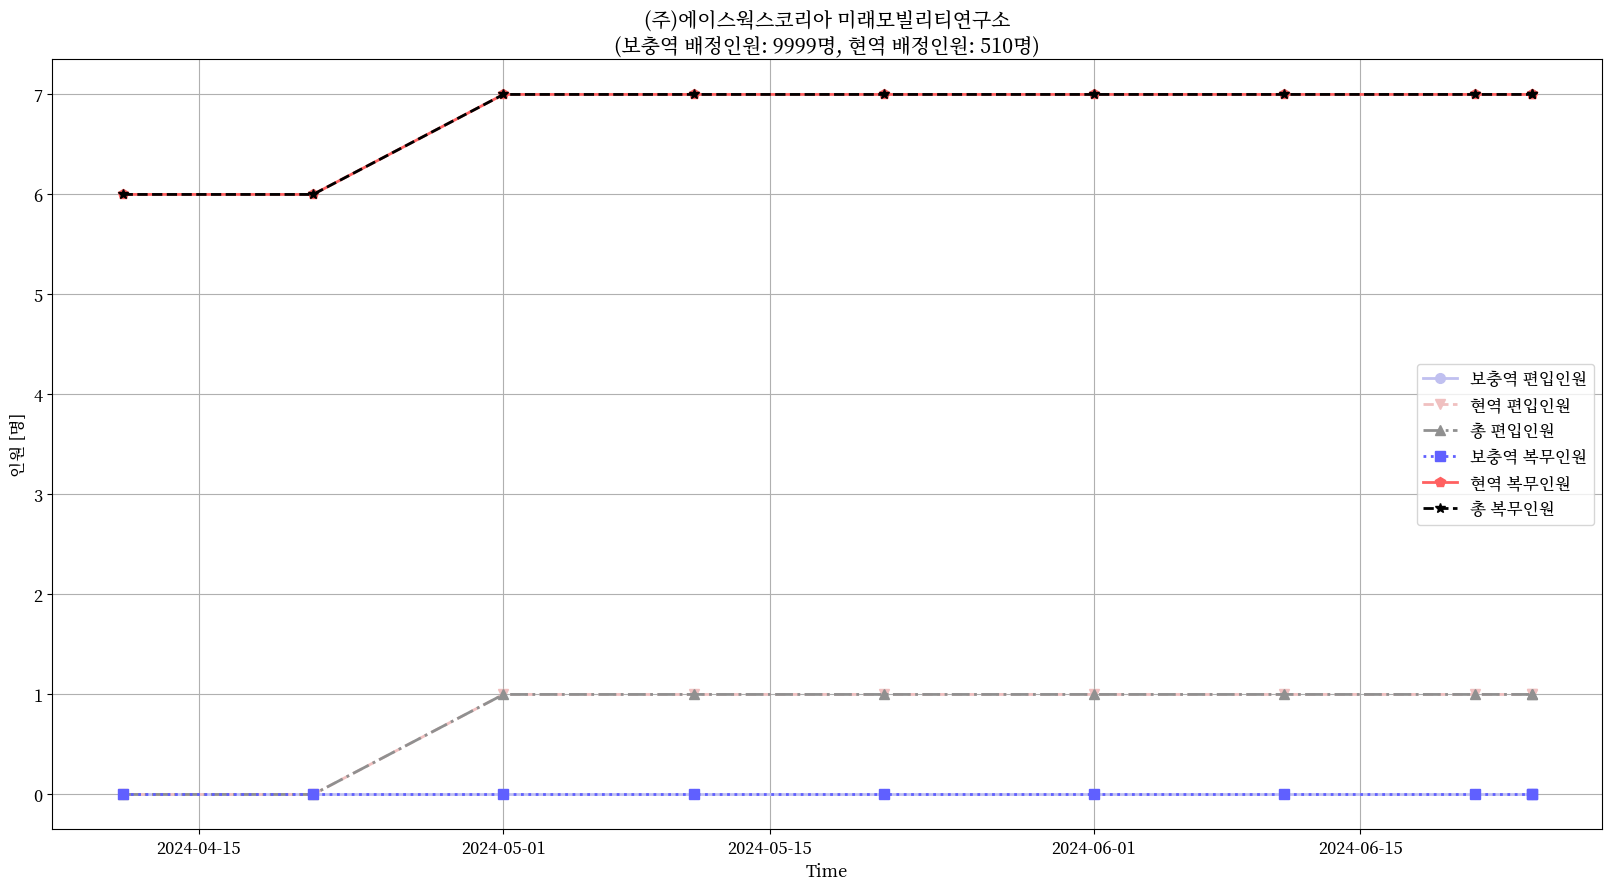 (주)에이스웍스코리아 미래모빌리티연구소
(보충역 배정인원: 9999명, 현역 배정인원: 510명)
7
6
5
4
3
2
1
0
인원 [명]
보충역 편입인원
현역 편입인원
총 편입인원
보충역 복무인원
현역 복무인원
총 복무인원
2024-04-15
2024-05-01
2024-05-15
2024-06-01
2024-06-15
Time